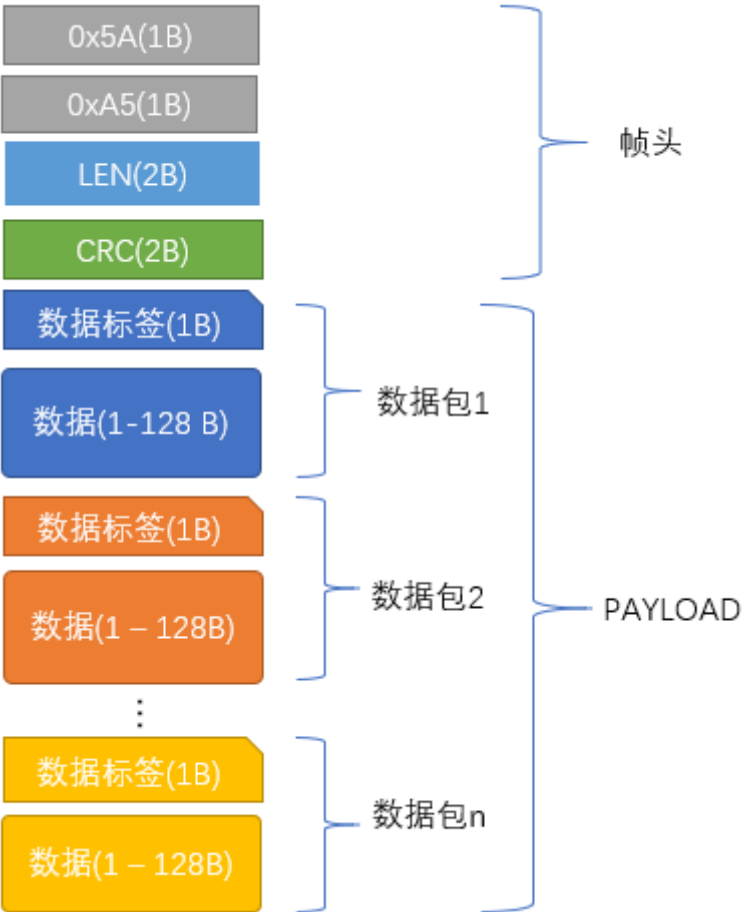 0x5A(1B)
0xA5(1B)
LEN(2B)
CRC(2B)
帧头
数据标签(1B)
数据(1-128 B)
数据包1
数据标签(1B)
数据(1 – 128B)
数据包2
PAYLOAD
⋮
数据标签(1B)
数据(1 – 128B)
数据包n